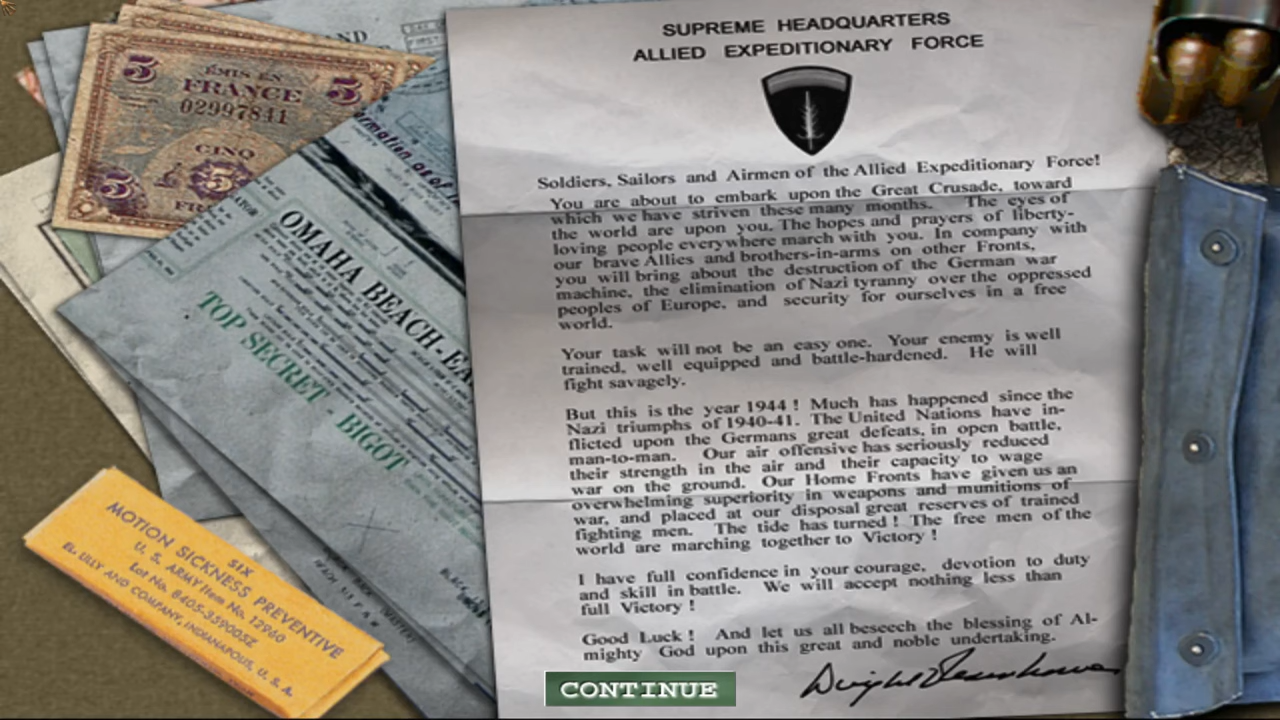 SUPREME HEADQUARTERS
ALLIED EXPEDITIONARY FORCE
Soldiers, Sailors and Airmen of the Allied Expeditionary Force!
You are about to embark upon the Great Crusade, toward
which we have striven these many months. The eyes of
the world are upon you. The hopes and prayers of liberty-
loving people everywhere march with you. In company with
our brave Allies and brothers-in-arms on other Fronts,
you will bring about the destruction of the German war
machine, the elimination of Nazi tyranny over the oppressed
peoples of Europe, and security for ourselves in a free
world.
Your task will not be an easy one. Your enemy is well
trained, well equipped and battle-hardened. He will
fight savagely.
But this is the year 1944 ! Much has happened since the
Nazi triumphs of 1940-41. The United Nations have in-
flicted upon the Germans great defeats, in open battle,
man-to-man. Our air offensive has seriously reduced
their strength in the air and their capacity to wage
war on the ground. Our Home Fronts have given us an
overwhelming superiority in weapons and munitions of
war, and placed at our disposal great reserves of trained
fighting men. The tide has turned ! The free men of the
world are marching together to Victory !
I have full confidence in your courage, devotion to duty
and skill in battle. We will accept nothing less than
full Victory !
Good Luck ! And let us all beseech the blessing of Al-
mighty God upon this great and noble undertaking.
Dwight D Eisenhower
CONTINUE
5 5
ÉMIS EN
FRANCE
02997841
CINQ
5 5
OMAHA BEACH-EA
TOP SECRET - BIGOT
SIX
MOTION SICKNESS PREVENTIVE
U. S. ARMY Item No. 12960
Lot No. 8405-359005Z
ELI LILLY AND COMPANY, INDIANAPOLIS, U. S. A.